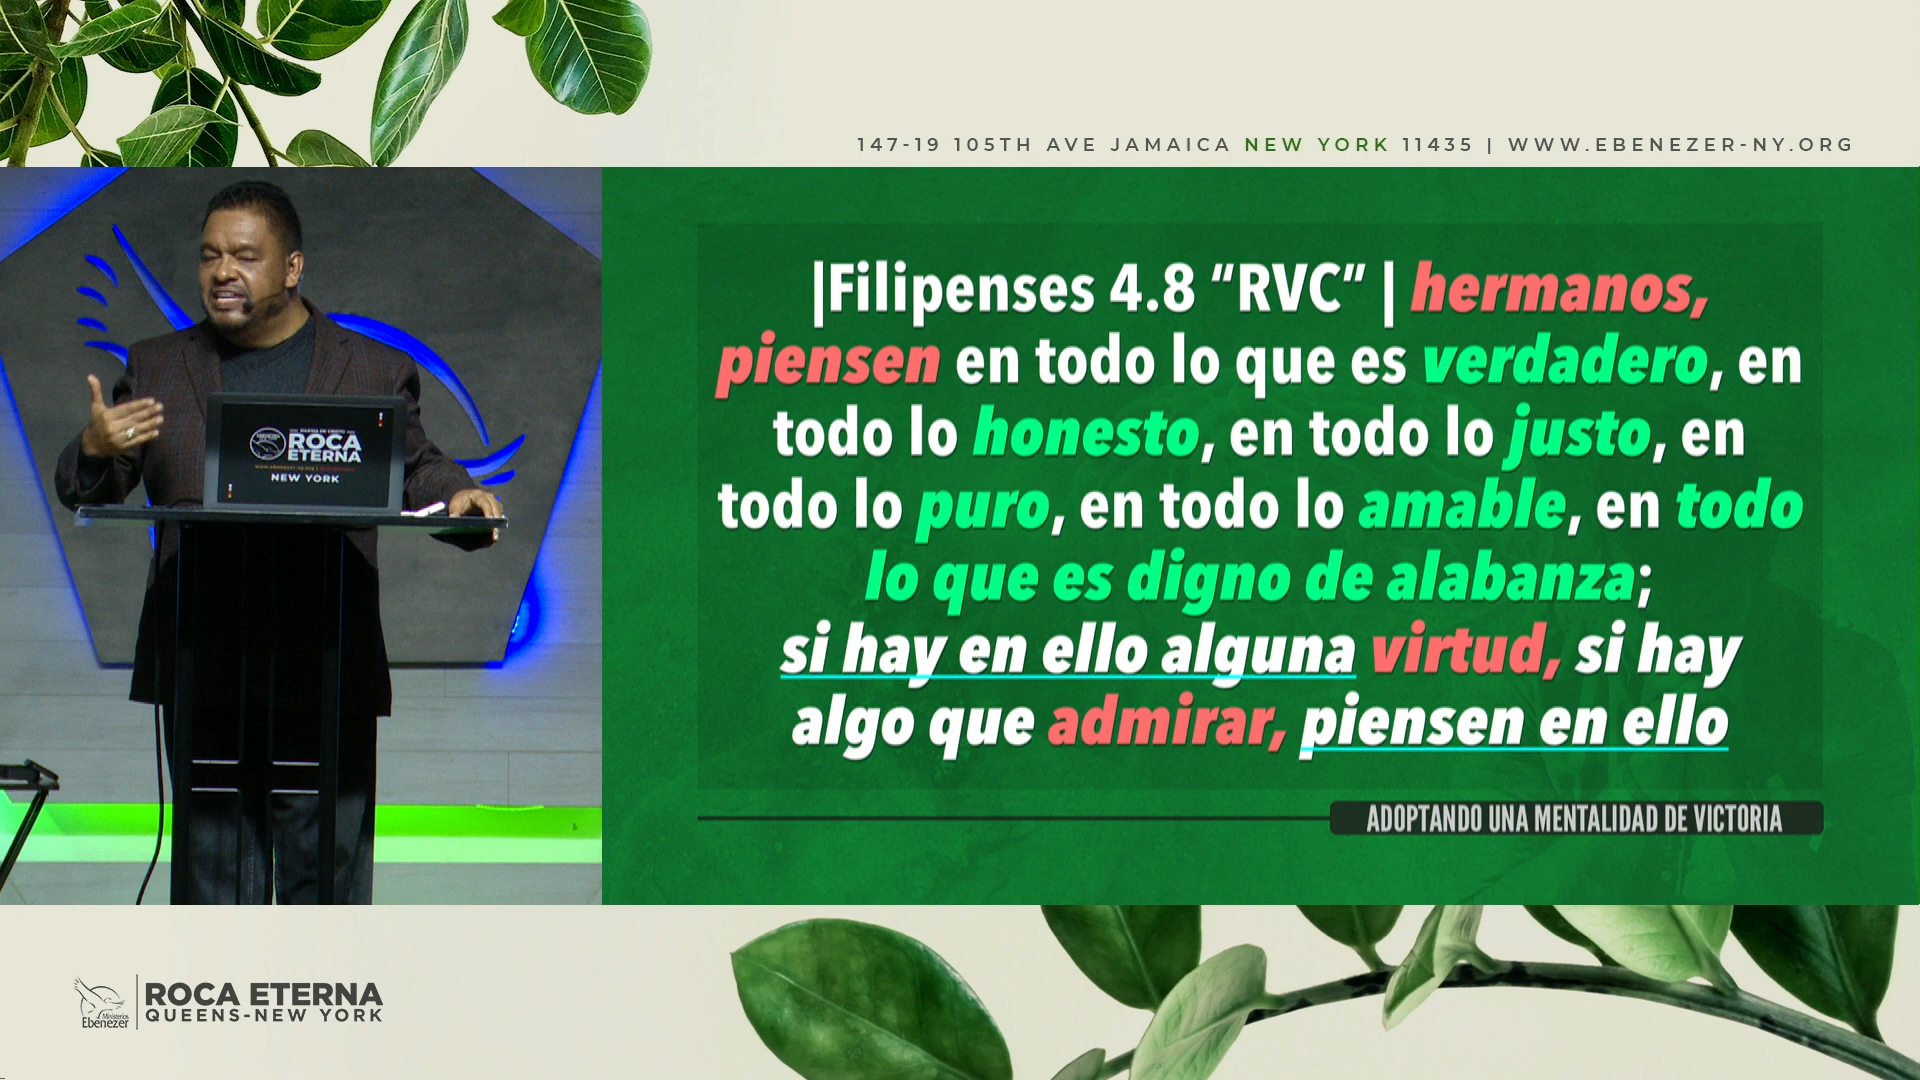 147-19 105TH AVE JAMAICA NEW YORK 11435 | WWW.EBENEZER-NY.ORG
|Filipenses 4.8 “RVC” | hermanos,
piensen en todo lo que es verdadero, en
todo lo honesto, en todo lo justo, en
todo lo puro, en todo lo amable, en todo
lo que es digno de alabanza;
si hay en ello alguna virtud, si hay
algo que admirar, piensen en ello
ADOPTANDO UNA MENTALIDAD DE VICTORIA
ROCA
ETERNA
NEW YORK
Ministerios
Ebenezer
ROCA ETERNA
QUEENS-NEW YORK